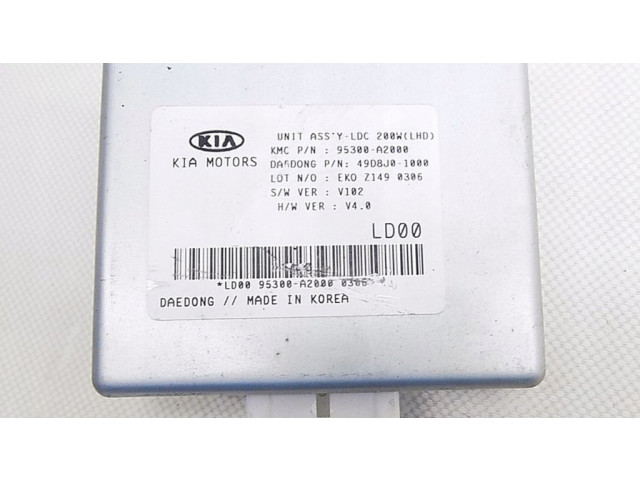 KIA
KIA MOTORS
UNIT ASS'Y-LDC 200W(LHD)
KMC P/N : 95300-A2000
DAEDONG P/N: 49D8J0-1000
LOT N/O : EKO Z149 0306
S/W VER : V102
H/W VER : V4.0
LD00
*LD00 95300-A2000 0306
DAEDONG // MADE IN KOREA